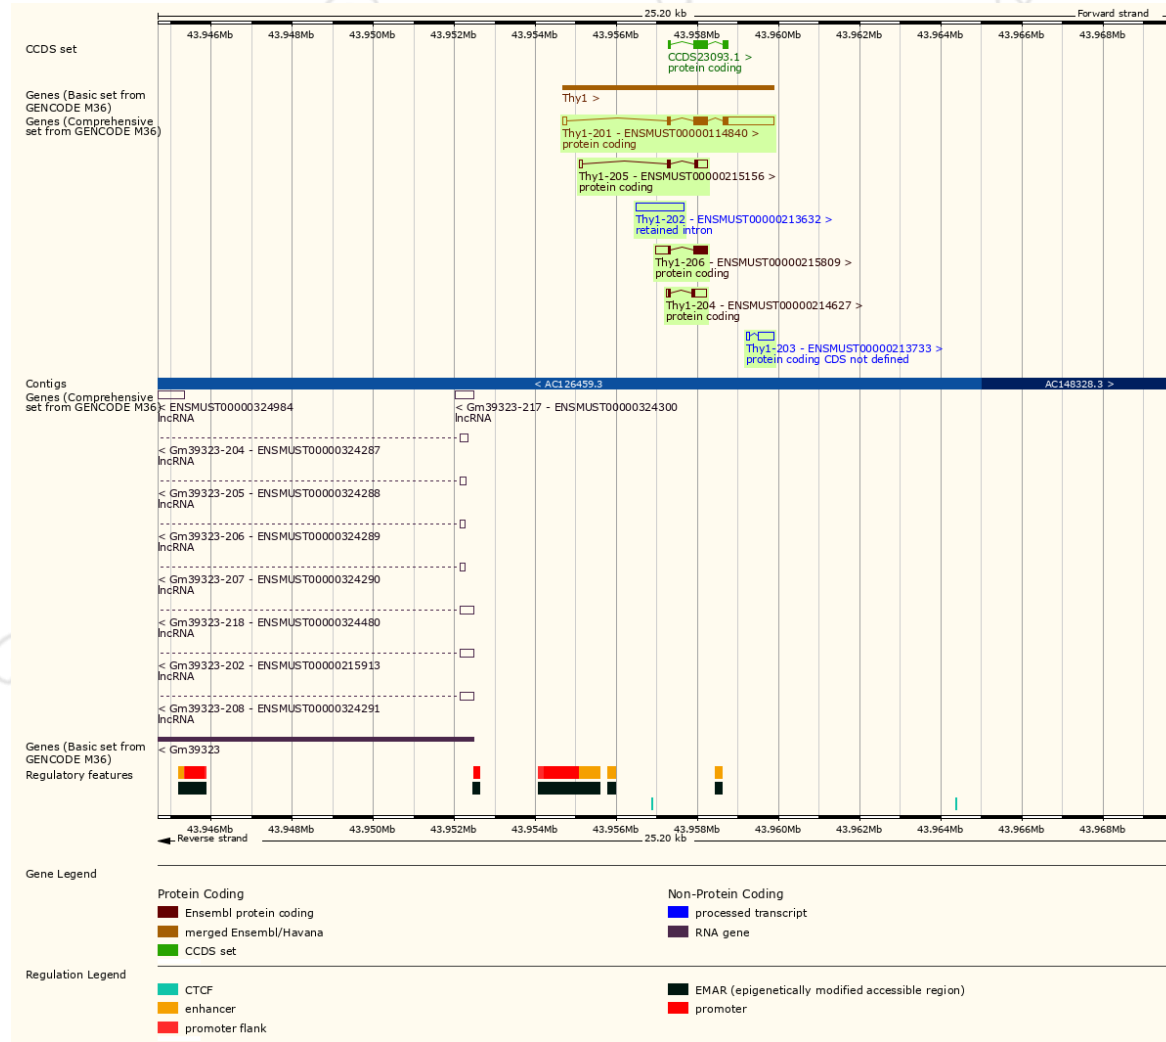 25.20 kb Forward strand
43.946Mb 43.948Mb 43.950Mb 43.952Mb 43.954Mb 43.956Mb 43.958Mb 43.960Mb 43.962Mb 43.964Mb 43.966Mb 43.968Mb
CCDS set
CCDS23093.1 >
protein coding
Genes (Basic set from
GENCODE M36)
Thy1 >
Genes (Comprehensive
set from GENCODE M36)
Thy1-201 - ENSMUST00000114840 >
protein coding
Thy1-205 - ENSMUST00000215156 >
protein coding
Thy1-202 - ENSMUST00000213632 >
retained intron
Thy1-206 - ENSMUST00000215809 >
protein coding
Thy1-204 - ENSMUST00000214627 >
protein coding
Thy1-203 - ENSMUST00000213733 >
protein coding CDS not defined
Contigs
< AC126459.3 AC148328.3 >
Genes (Comprehensive
set from GENCODE M36)
< ENSMUST00000324984
lncRNA
< Gm39323-217 - ENSMUST00000324300
lncRNA
< Gm39323-204 - ENSMUST00000324287
lncRNA
< Gm39323-205 - ENSMUST00000324288
lncRNA
< Gm39323-206 - ENSMUST00000324289
lncRNA
< Gm39323-207 - ENSMUST00000324290
lncRNA
< Gm39323-218 - ENSMUST00000324480
lncRNA
< Gm39323-202 - ENSMUST00000215913
lncRNA
< Gm39323-208 - ENSMUST00000324291
lncRNA
Genes (Basic set from
GENCODE M36)
< Gm39323
Regulatory features
43.946Mb 43.948Mb 43.950Mb 43.952Mb 43.954Mb 43.956Mb 43.958Mb 43.960Mb 43.962Mb 43.964Mb 43.966Mb 43.968Mb
Reverse strand 25.20 kb
Gene Legend
Protein Coding
Ensembl protein coding
merged Ensembl/Havana
CCDS set
Non-Protein Coding
processed transcript
RNA gene
Regulation Legend
CTCF
enhancer
promoter flank
EMAR (epigenetically modified accessible region)
promoter